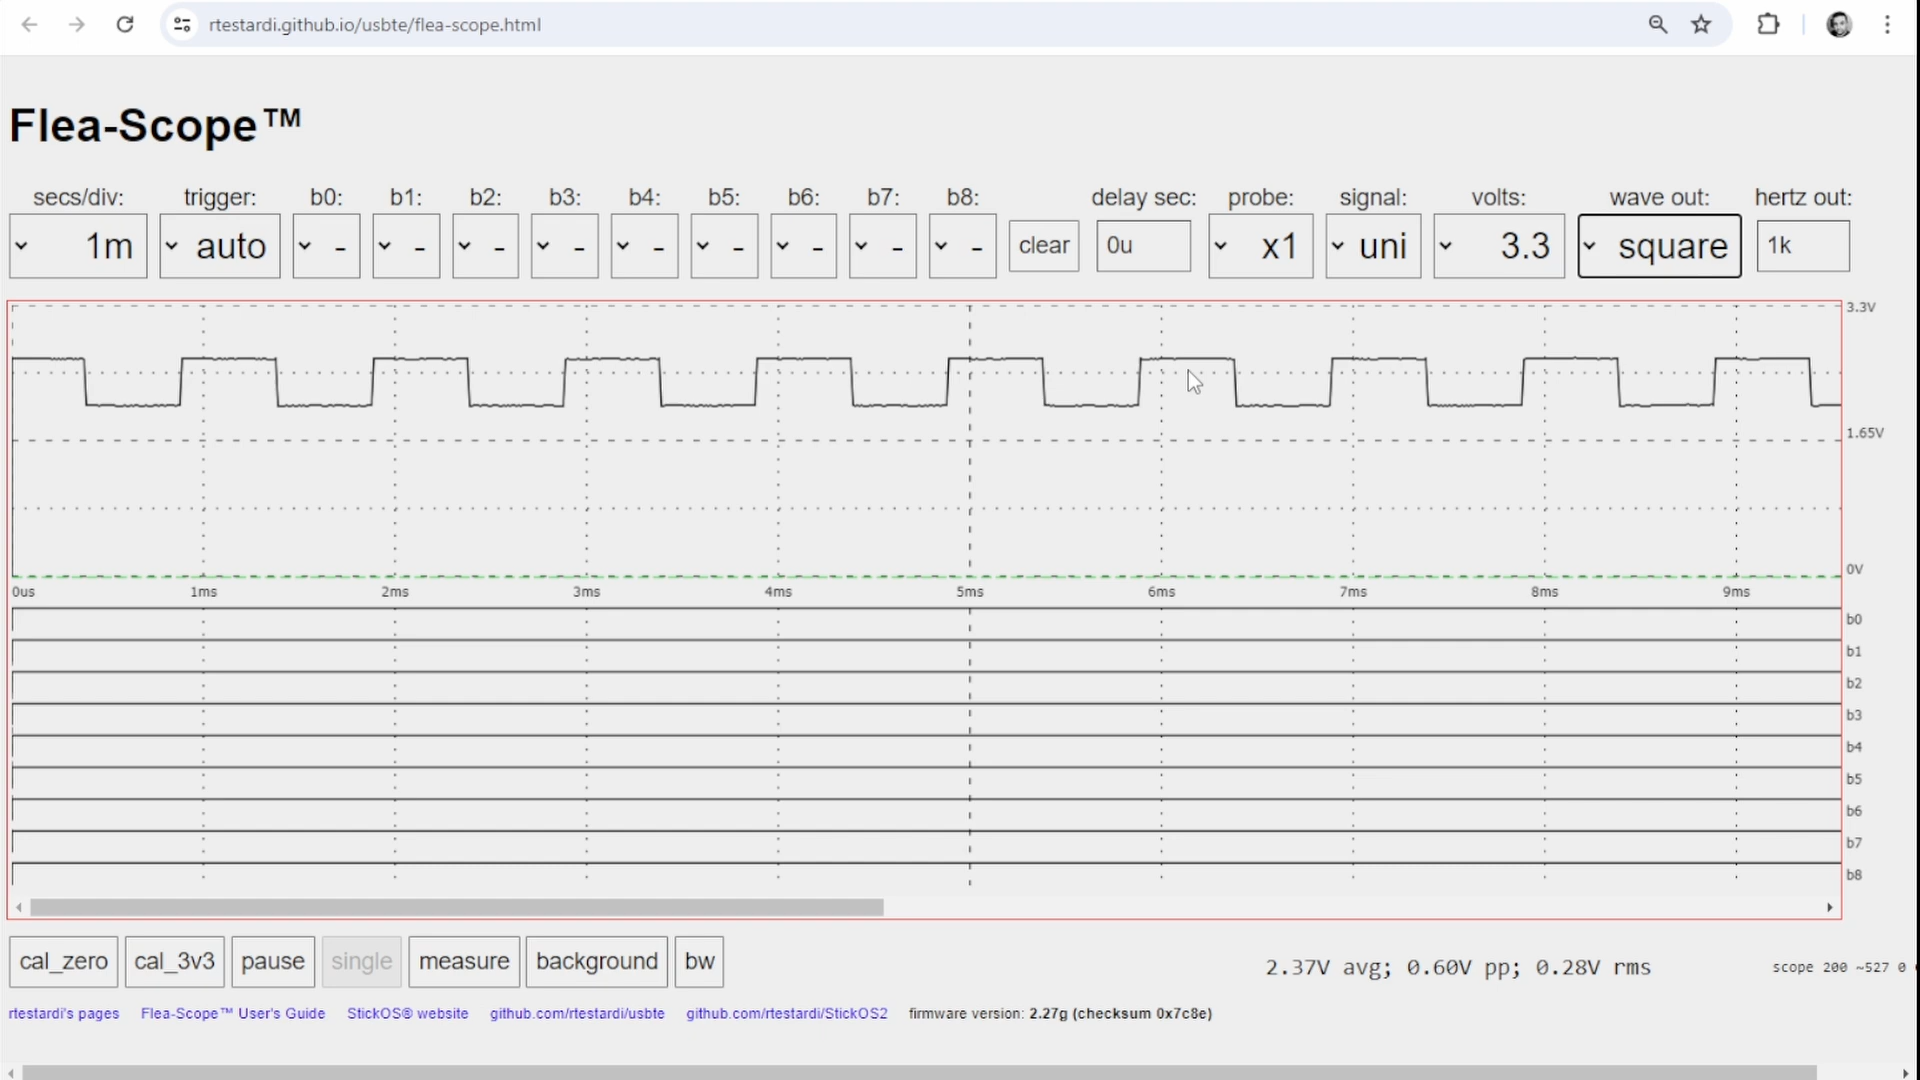 rtestardi.github.io/usbte/flea-scope.html
Flea-Scope™
secs/div: trigger: b0: b1: b2: b3: b4: b5: b6: b7: b8: delay sec: probe: signal: volts: wave out: hertz out:
1m auto - - - - - - - - - clear 0u x1 uni 3.3 square 1k
3.3V
1.65V
0V
0us 1ms 2ms 3ms 4ms 5ms 6ms 7ms 8ms 9ms
b0
b1
b2
b3
b4
b5
b6
b7
b8
cal_zero cal_3v3 pause single measure background bw 2.37V avg; 0.60V pp; 0.28V rms scope 200 ~527 0
rtestardi's pages Flea-Scope™ User's Guide StickOS® website github.com/rtestardi/usbte github.com/rtestardi/StickOS2 firmware version: 2.27g (checksum 0x7c8e)